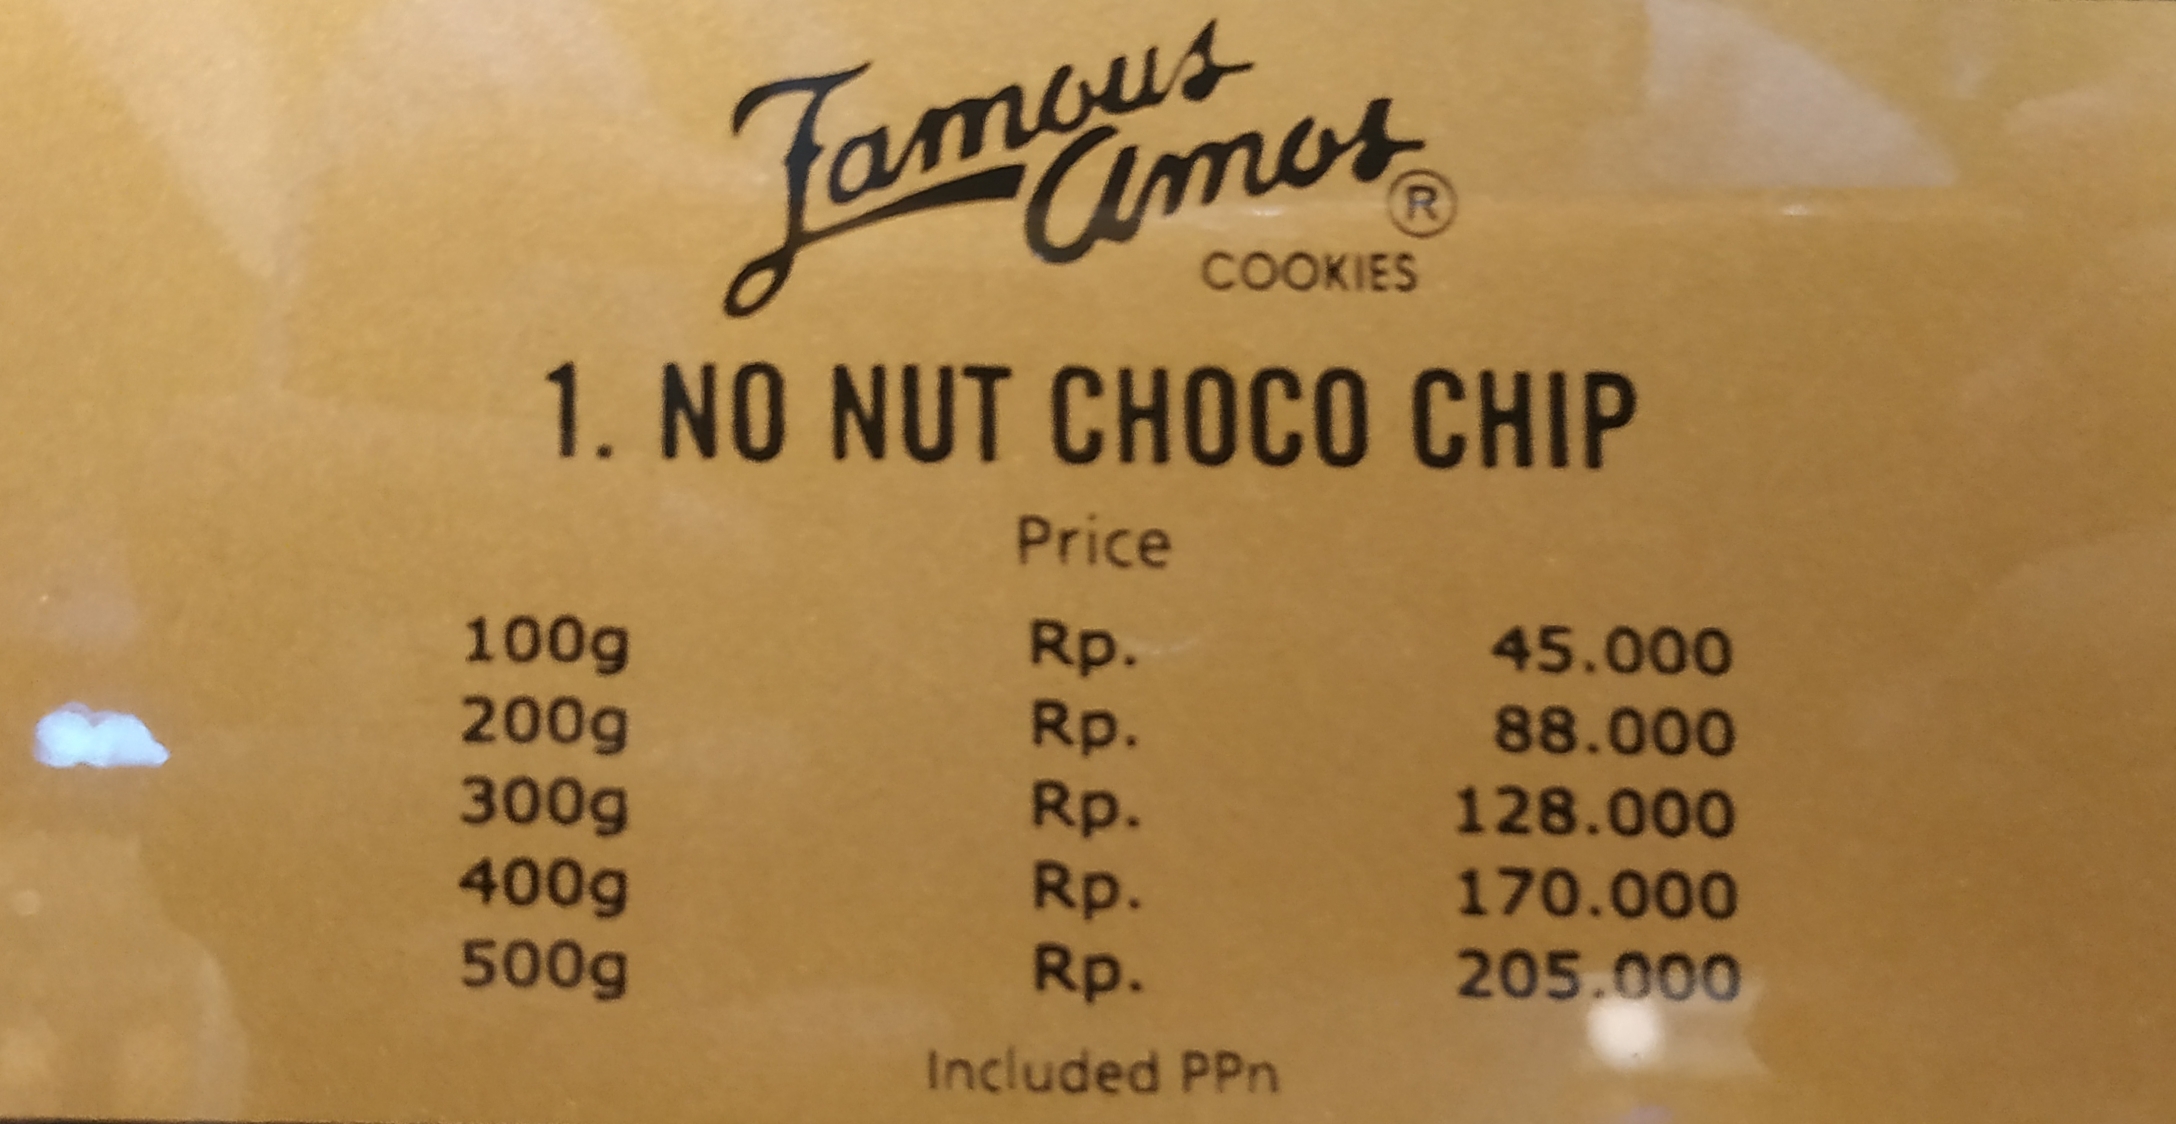 Famous
Amos®
COOKIES
1. NO NUT CHOCO CHIP
Price
100g Rp. 45.000
200g Rp. 88.000
300g Rp. 128.000
400g Rp. 170.000
500g Rp. 205.000
Included PPn